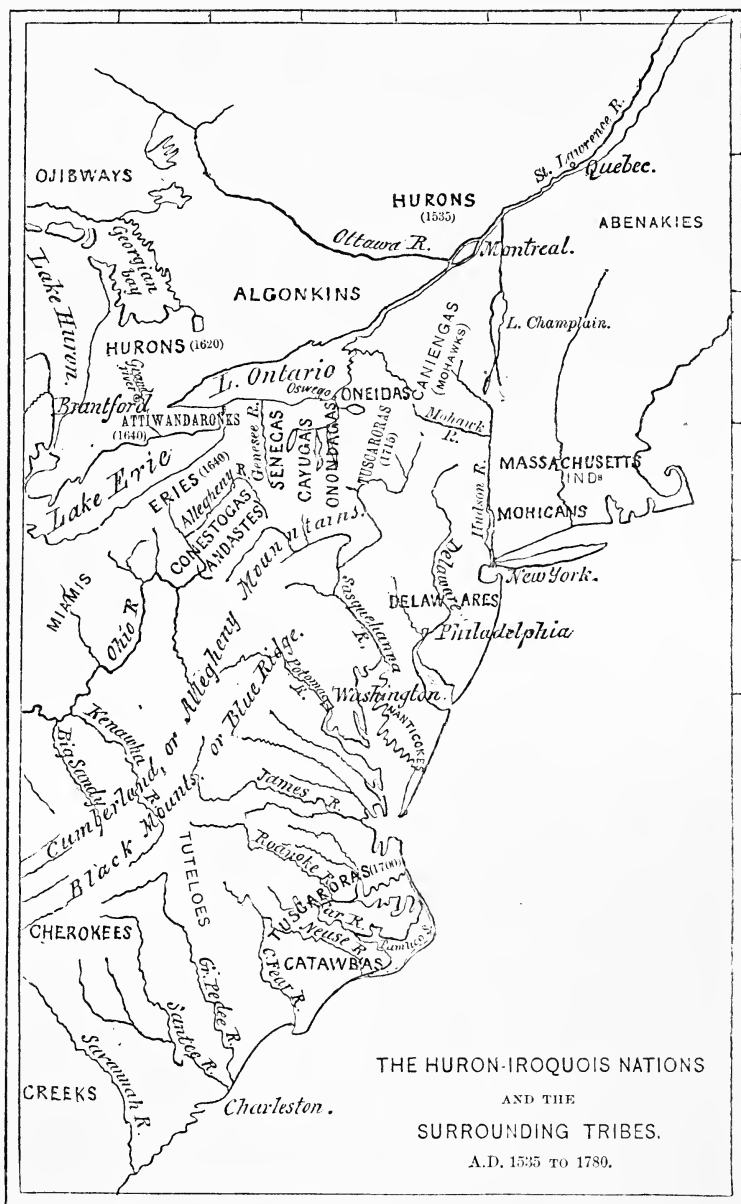 St. Lawrence R.
Quebec.
OJIBWAYS
HURONS
(1535)
ABENAKIES
Ottawa R.
Montreal.
Georgian
bay
Lake Huron.
ALGONKINS
L. Champlain.
HURONS (1620)
CANIENGAS
(MOHAWKS)
Grand
River
L. Ontario
Oswego
ONEIDAS
Brantford
ATTIWANDARONKS
(1640)
Mohawk
R.
Genesee R.
SENECAS
CAYUGAS
ONONDAGAS
TUSCARORAS
(1715)
MASSACHUSETTS
INDS
Lake Erie
ERIES (1640)
Allegheny R
Hudson R.
MOHICANS
CONESTOGAS
ANDASTES
Delaware
New York.
MIAMIS
Ohio R
Susquehanna
R.
DELAWARES
Philadelphia
Potomac
R.
Washington.
NANTICOKES
Kenawha
R.
Big Sandy
Cumberland, or Allegheny Mountains.
Black Mounts. or Blue Ridge.
James R.
TUTELOES
Roanoke R.
TUSCARORAS (1700)
Tar R.
Neuse R.
Pamlico S.
CHEROKEES
CATAWBAS
C. Fear R.
Gt. Pedee R.
Santee R.
Savannah R.
CREEKS
Charleston.
THE HURON-IROQUOIS NATIONS
AND THE
SURROUNDING TRIBES.
A.D. 1535 TO 1780.